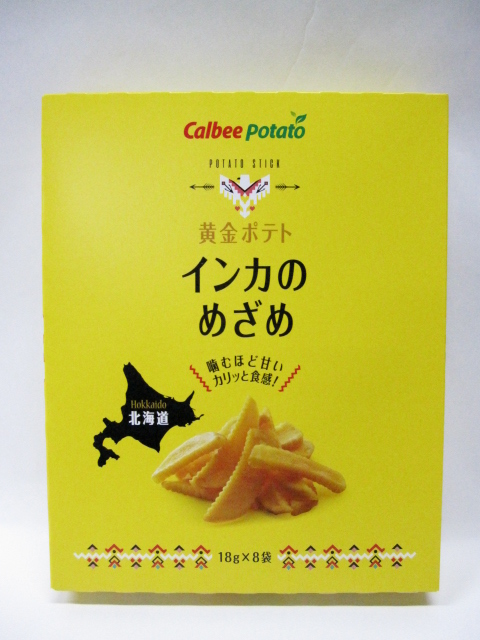 Calbee Potato
POTATO STICK
黄金ポテト
インカの
めざめ
噛むほど甘い
カリッと食感!
Hokkaido
北海道
18g×8袋